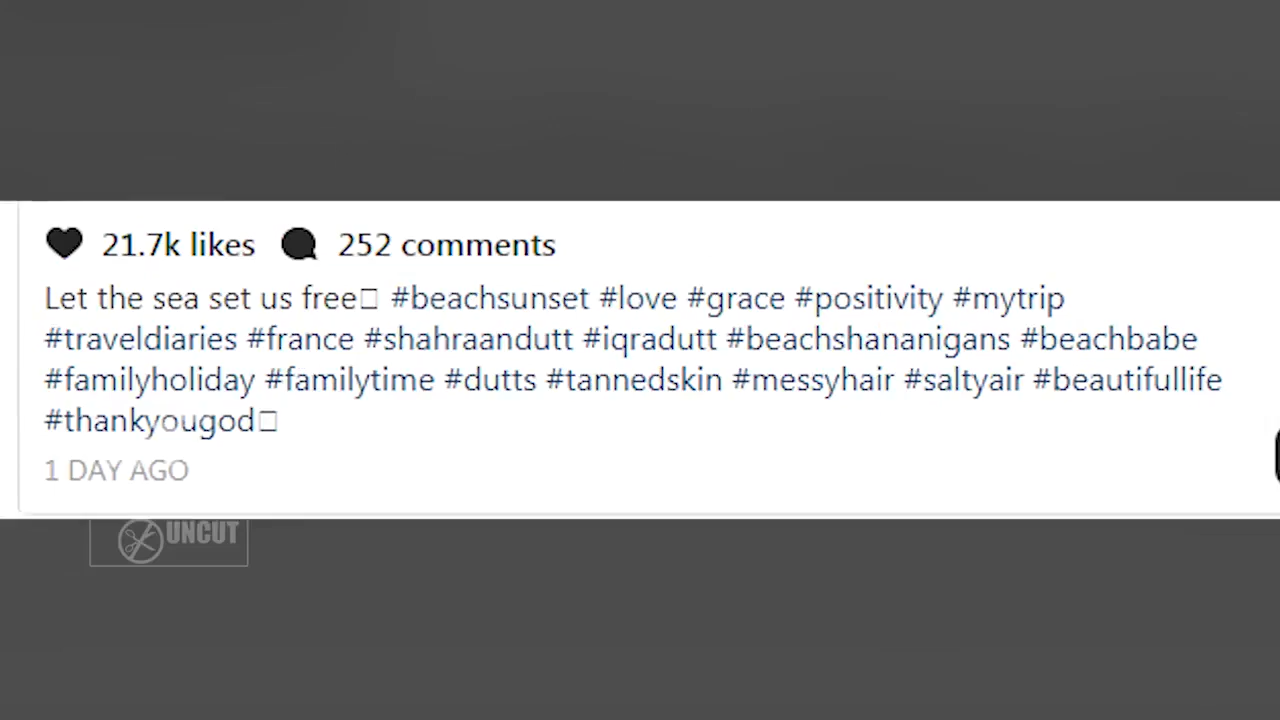 21.7k likes 252 comments
Let the sea set us free #beachsunset #love #grace #positivity #mytrip
#traveldiaries #france #shahraandutt #iqradutt #beachshananigans #beachbabe
#familyholiday #familytime #dutts #tannedskin #messyhair #saltyair #beautifullife
#thankyougod
1 DAY AGO
UNCUT